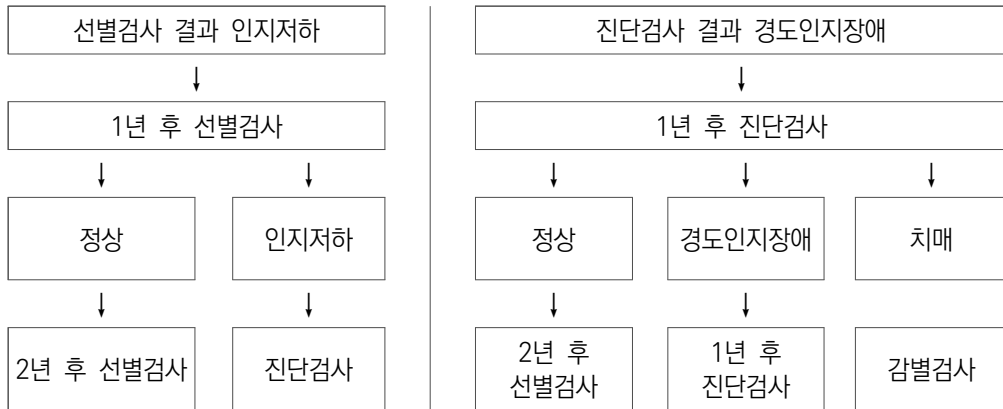 선별검사 결과 인지저하
1년 후 선별검사
정상
인지저하
2년 후 선별검사
진단검사
진단검사 결과 경도인지장애
1년 후 진단검사
정상
경도인지장애
치매
2년 후
선별검사
1년 후
진단검사
감별검사